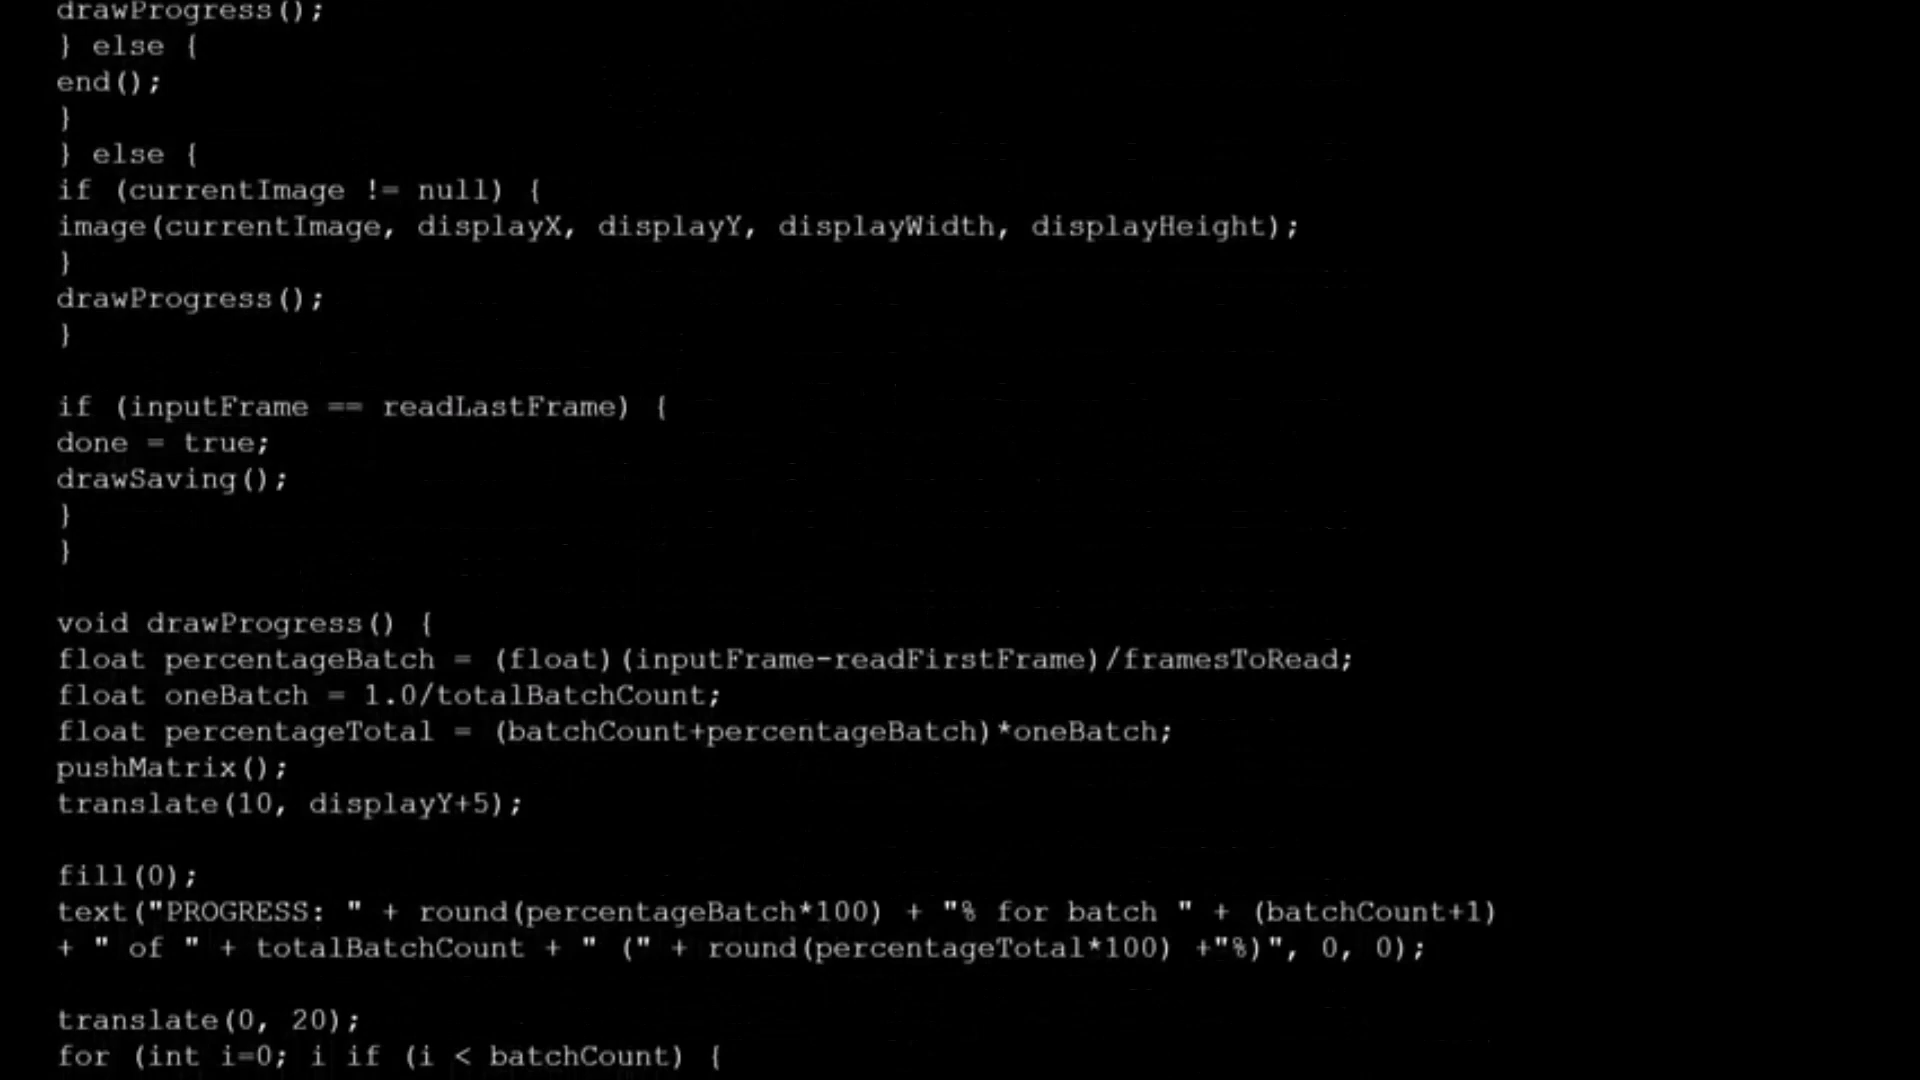 drawProgress();
} else {
end();
}
} else {
if (currentImage != null) {
image(currentImage, displayX, displayY, displayWidth, displayHeight);
}
drawProgress();
}
if (inputFrame == readLastFrame) {
done = true;
drawSaving();
}
}
void drawProgress() {
float percentageBatch = (float)(inputFrame-readFirstFrame)/framesToRead;
float oneBatch = 1.0/totalBatchCount;
float percentageTotal = (batchCount+percentageBatch)*oneBatch;
pushMatrix();
translate(10, displayY+5);
fill(0);
text("PROGRESS: " + round(percentageBatch*100) + "% for batch " + (batchCount+1)
+ " of " + totalBatchCount + " (" + round(percentageTotal*100) +"%)", 0, 0);
translate(0, 20);
for (int i=0; i if (i < batchCount) {